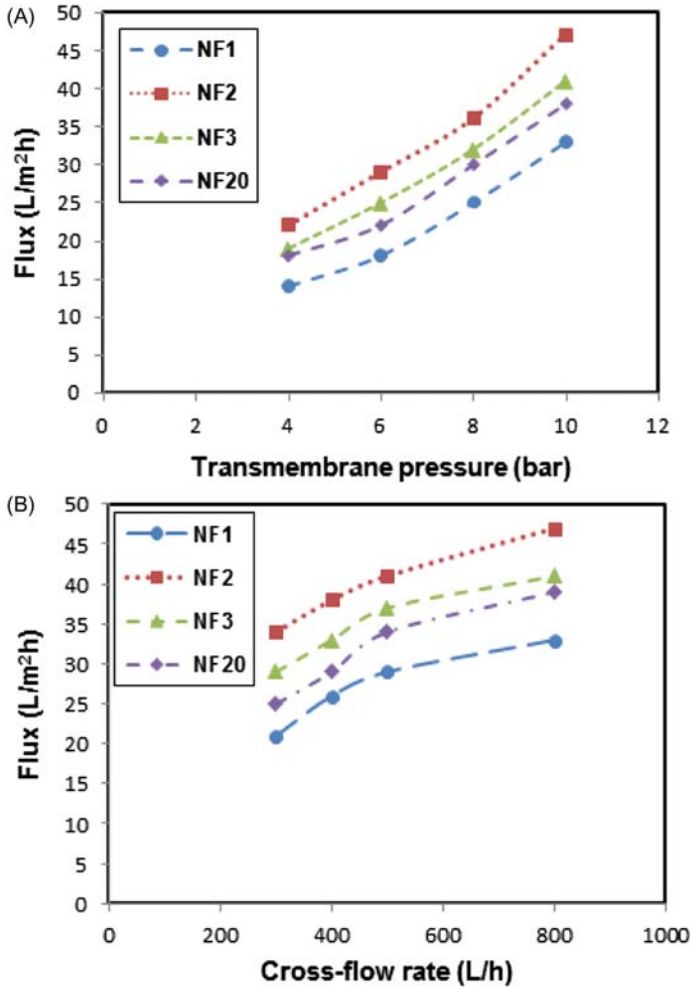 (A)
50
45
40
35
30
25
20
15
10
5
0
Flux (L/m²h)
NF1
NF2
NF3
NF20
0 2 4 6 8 10 12
Transmembrane pressure (bar)
(B)
50
45
40
35
30
25
20
15
10
5
0
Flux (L/m²h)
NF1
NF2
NF3
NF20
0 200 400 600 800 1000
Cross-flow rate (L/h)